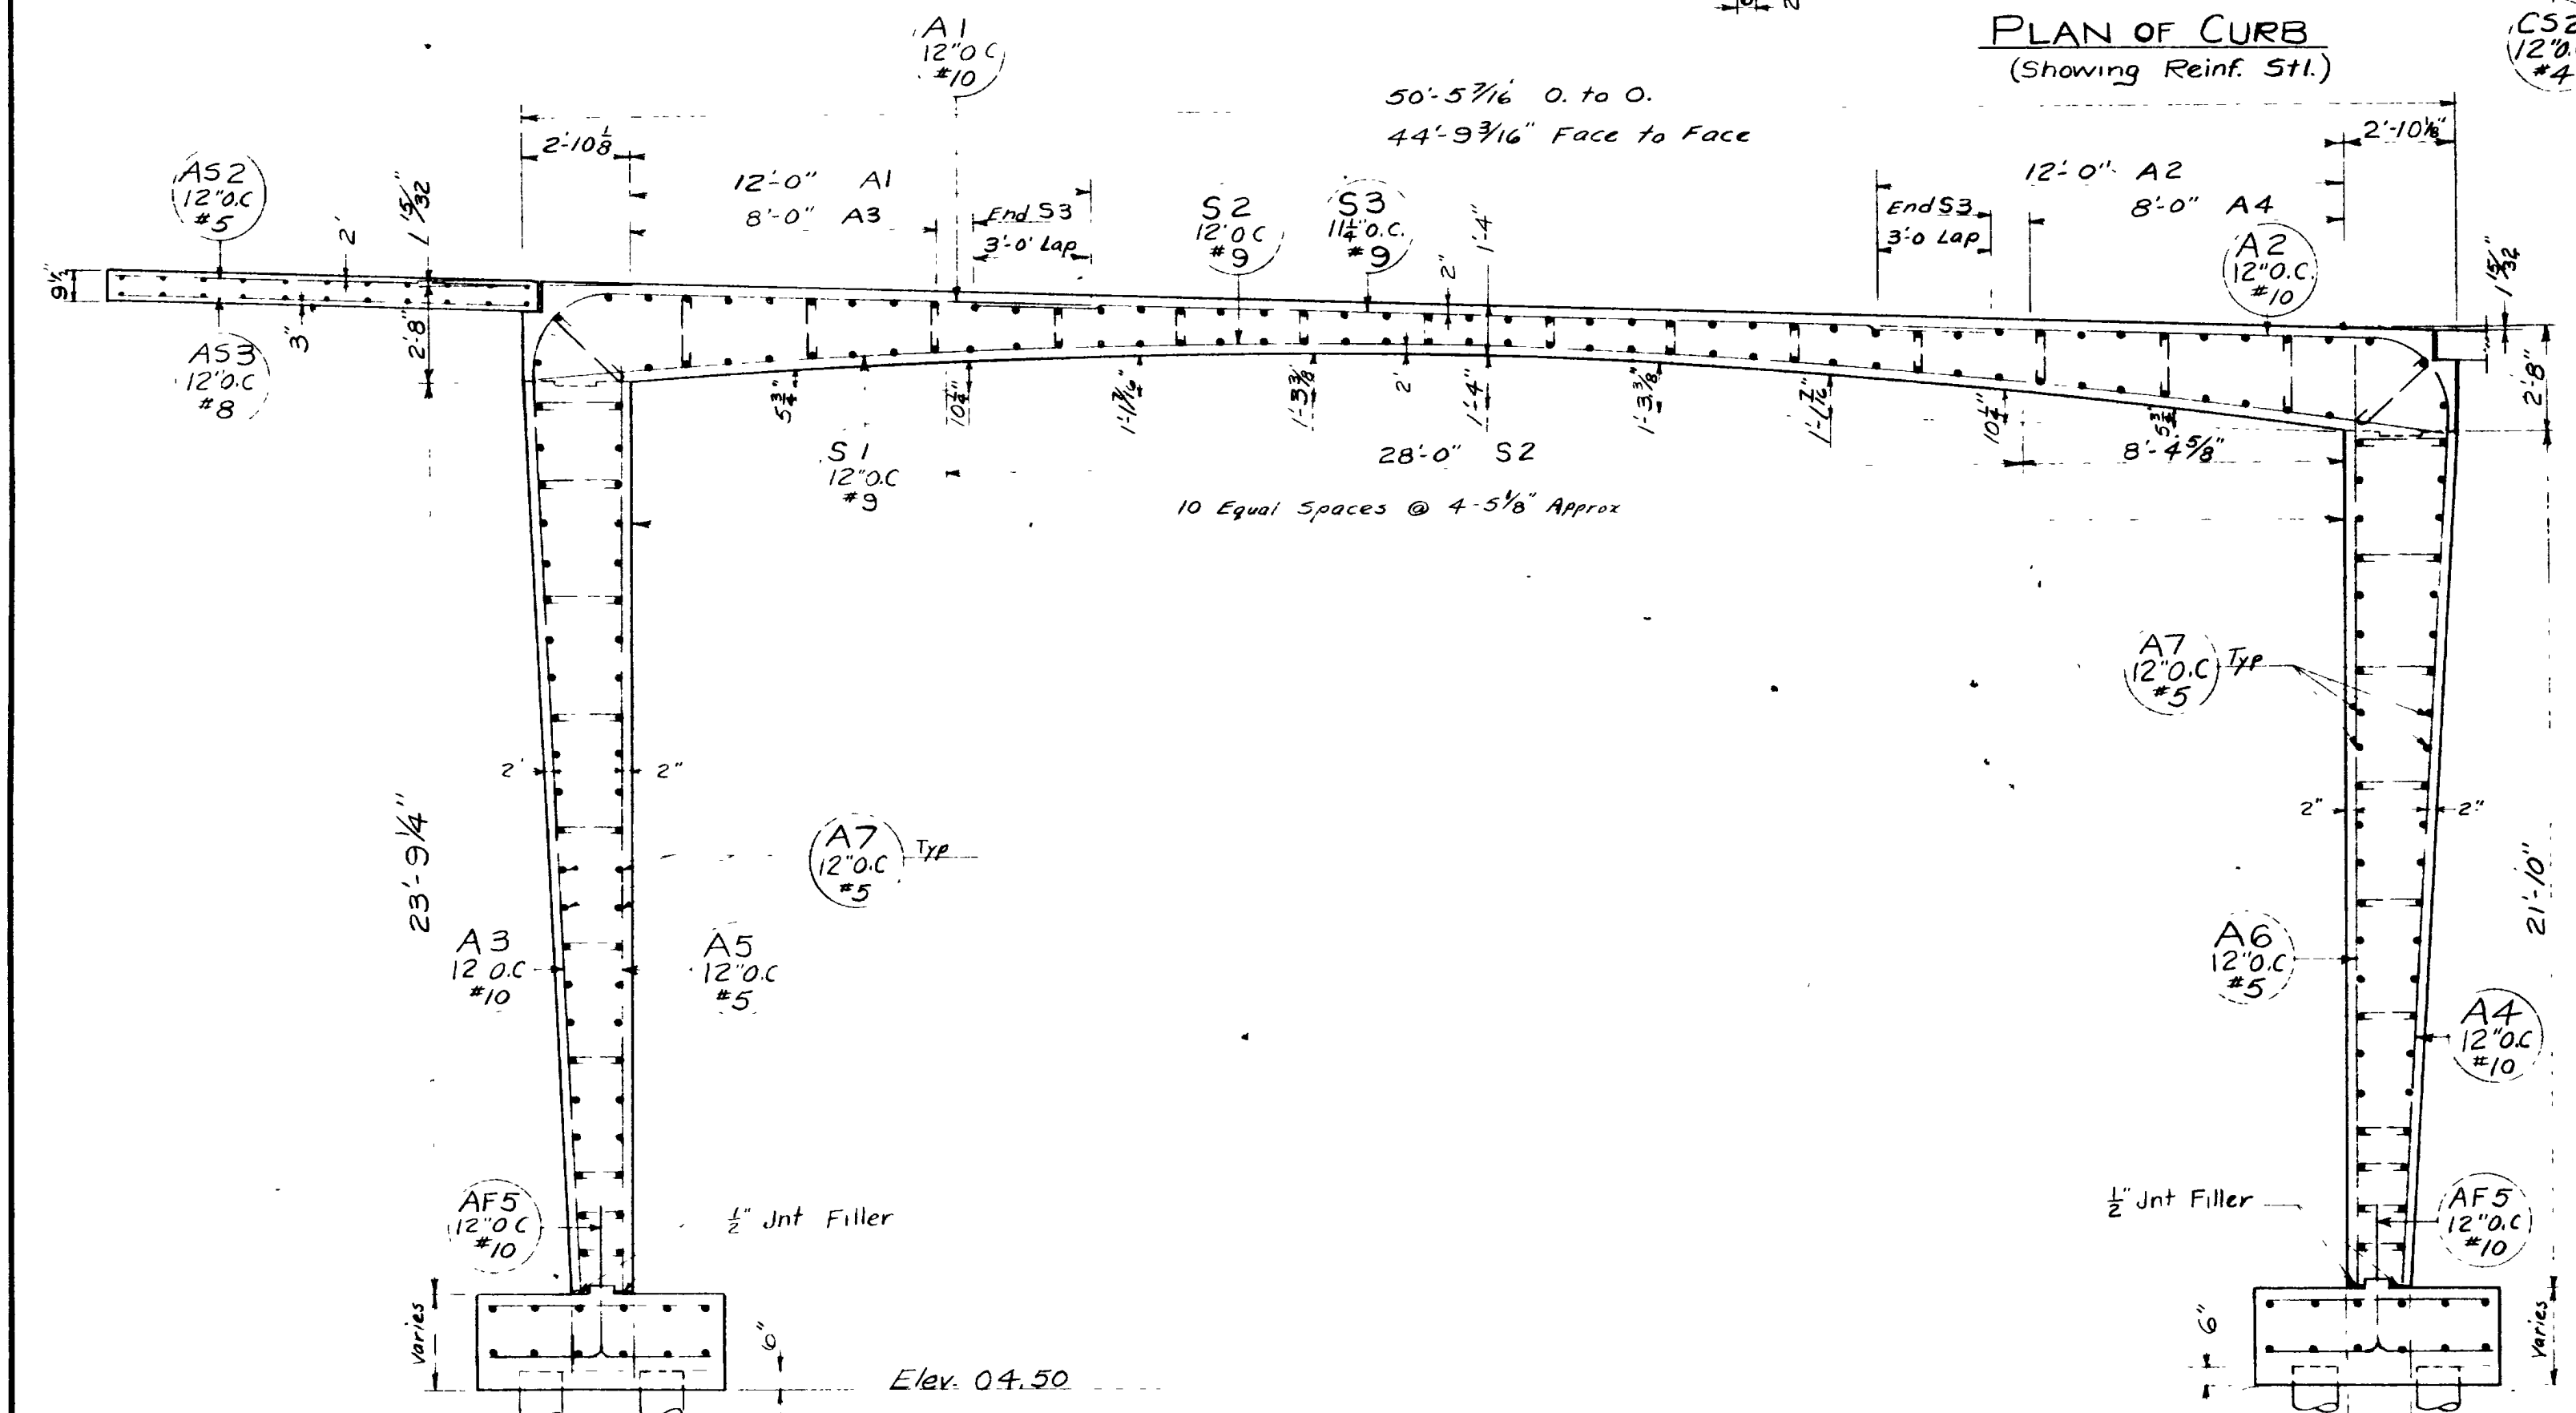 PLAN OF CURB
(Showing Reinf. Stl.)
CS2
12"O.
#4
A1
12"O C
#10
50'-5 7/16 O. to O.
44'-9 3/16" Face to Face
2'-10 1/8
2'-10 1/8"
AS2
12"O.C
#5
2'
1 15/32"
12'-0" A1
8'-0" A3
End S3
3'-0' Lap
S2
12'O C
#9
S3
11 1/4"O.C.
#9
2"
1'-4"
End S3
3'-0 Lap
12'-0" A2
8'-0" A4
A2
12"O.C.
#10
1 15/32"
9 1/2"
3"
2'-8"
2'-8"
AS3
12"O.C
#8
5 3/4"
10 1/4"
1'-1 7/16"
1'-3 3/8"
2'
1'-4"
1'-3 3/8"
1'-1 7/16"
10 1/4"
5 3/4"
S1
12"O.C
#9
28'-0" S2
8'-4 5/8"
10 Equal Spaces @ 4-5 1/8" Approx
A7
12"O.C
#5
Typ
2'
2"
2"
2"
23'-9 1/4"
A7
12"O.C
#5
Typ
21'-10"
A3
12 O.C
#10
A5
12"O.C
#5
A6
12"O.C
#5
A4
12"O.C
#10
AF5
12"O C
#10
1/2" Jnt Filler
1/2" Jnt Filler
AF5
12"O.C
#10
Varies
6"
Elev. 04.50
6"
Varies